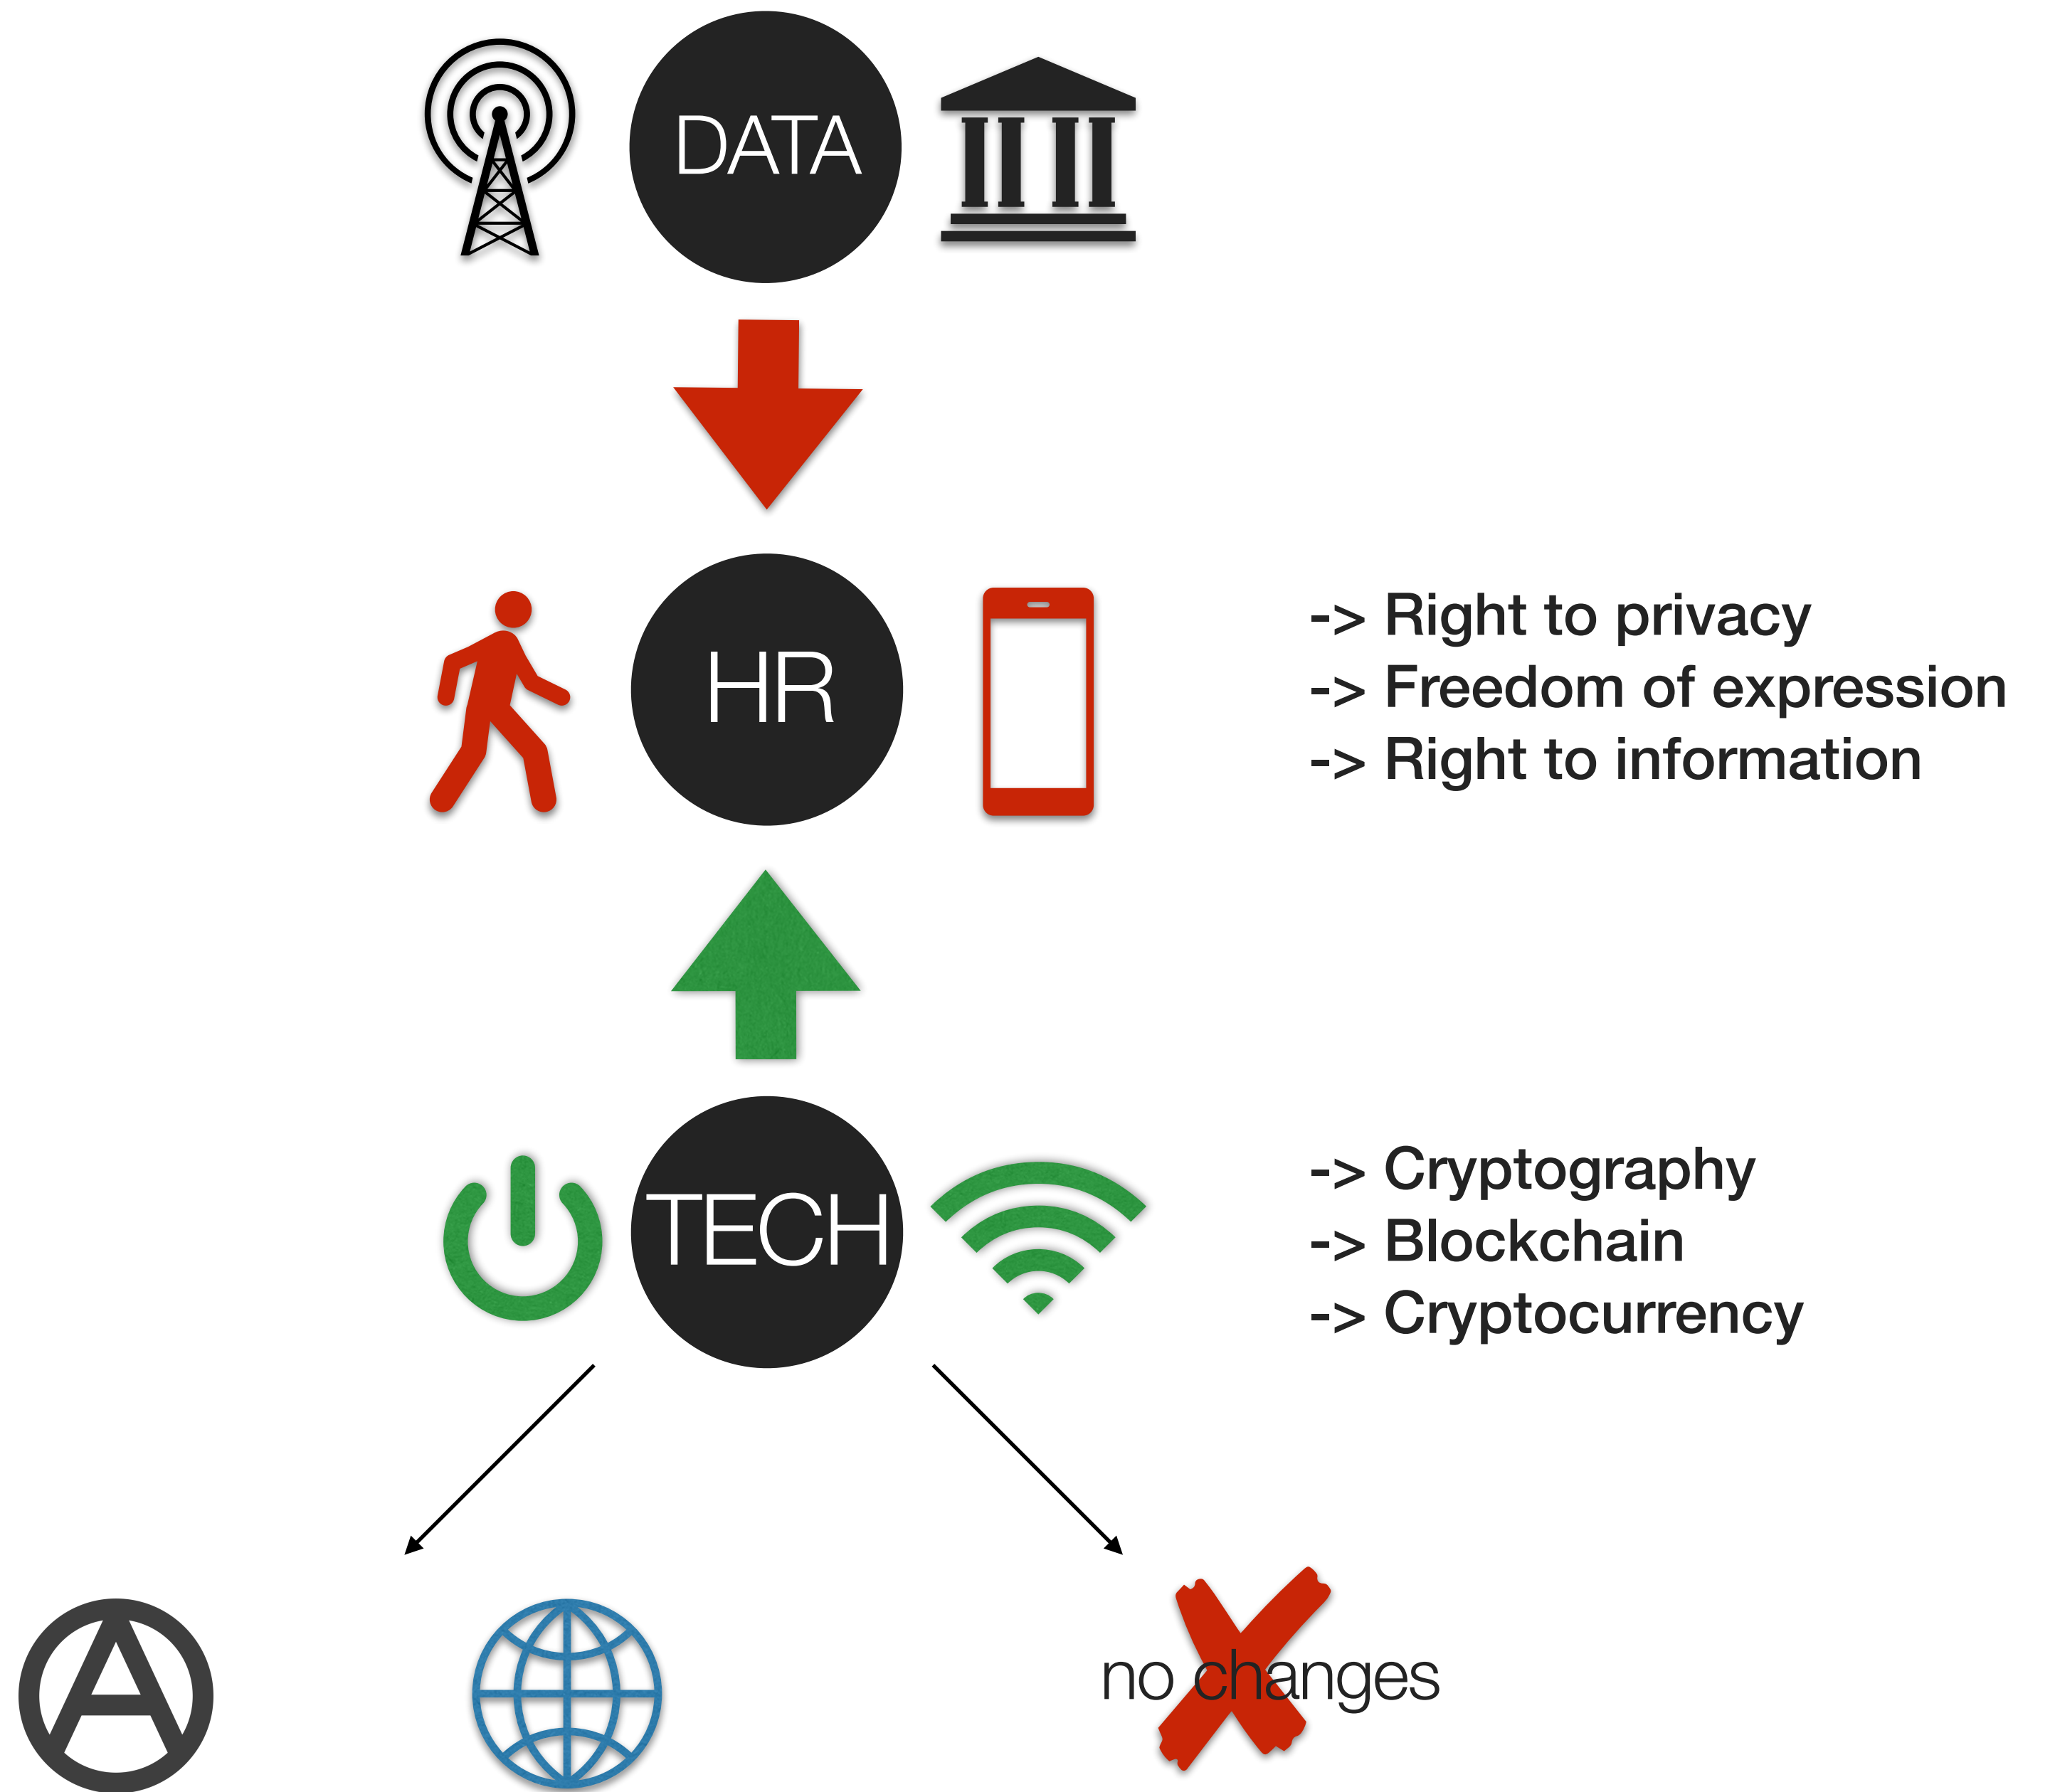 DATA
HR
-> Right to privacy
-> Freedom of expression
-> Right to information
TECH
-> Cryptography
-> Blockchain
-> Cryptocurrency
A
no changes